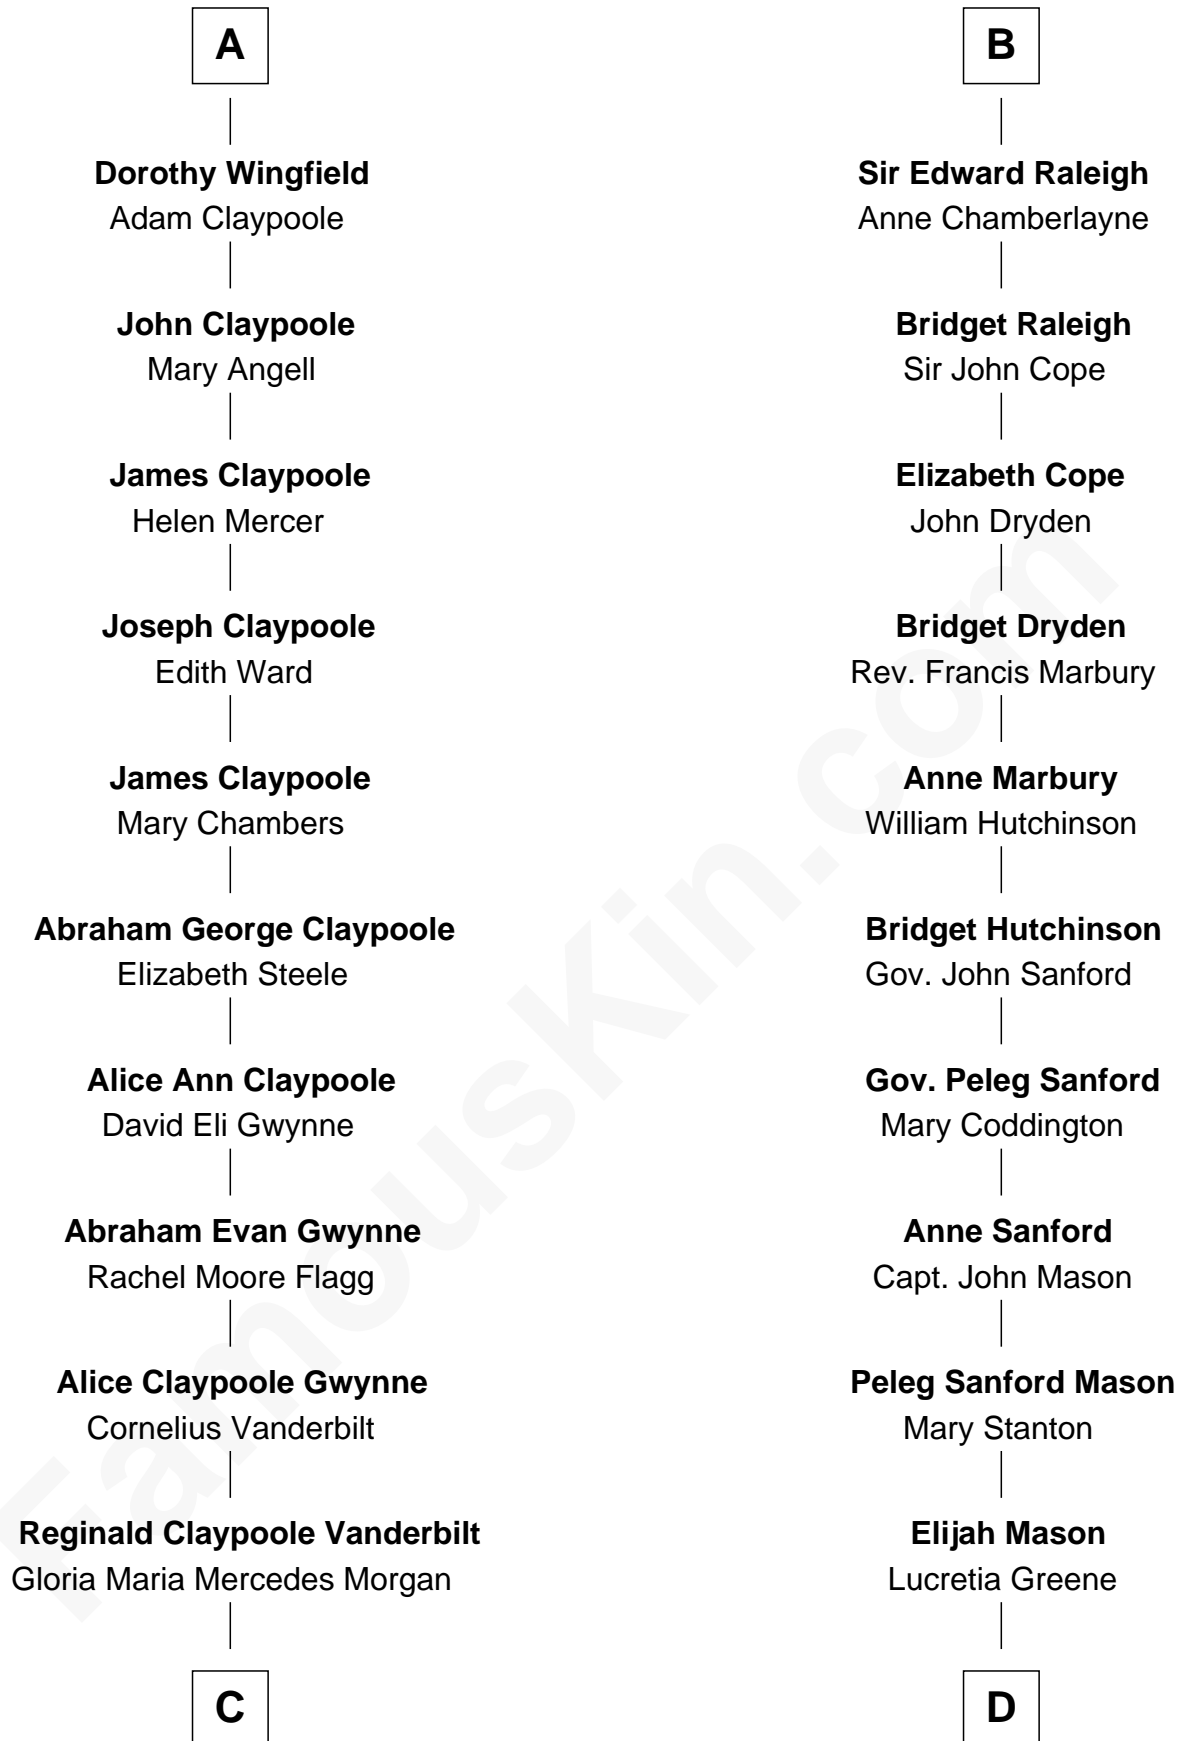 A
Dorothy Wingfield
Adam Claypoole
John Claypoole
Mary Angell
James Claypoole
Helen Mercer
Joseph Claypoole
Edith Ward
James Claypoole
Mary Chambers
Abraham George Claypoole
Elizabeth Steele
Alice Ann Claypoole
David Eli Gwynne
Abraham Evan Gwynne
Rachel Moore Flagg
Alice Claypoole Gwynne
Cornelius Vanderbilt
Reginald Claypoole Vanderbilt
Gloria Maria Mercedes Morgan
C
B
Sir Edward Raleigh
Anne Chamberlayne
Bridget Raleigh
Sir John Cope
Elizabeth Cope
John Dryden
Bridget Dryden
Rev. Francis Marbury
Anne Marbury
William Hutchinson
Bridget Hutchinson
Gov. John Sanford
Gov. Peleg Sanford
Mary Coddington
Anne Sanford
Capt. John Mason
Peleg Sanford Mason
Mary Stanton
Elijah Mason
Lucretia Greene
D
FamousKin.com